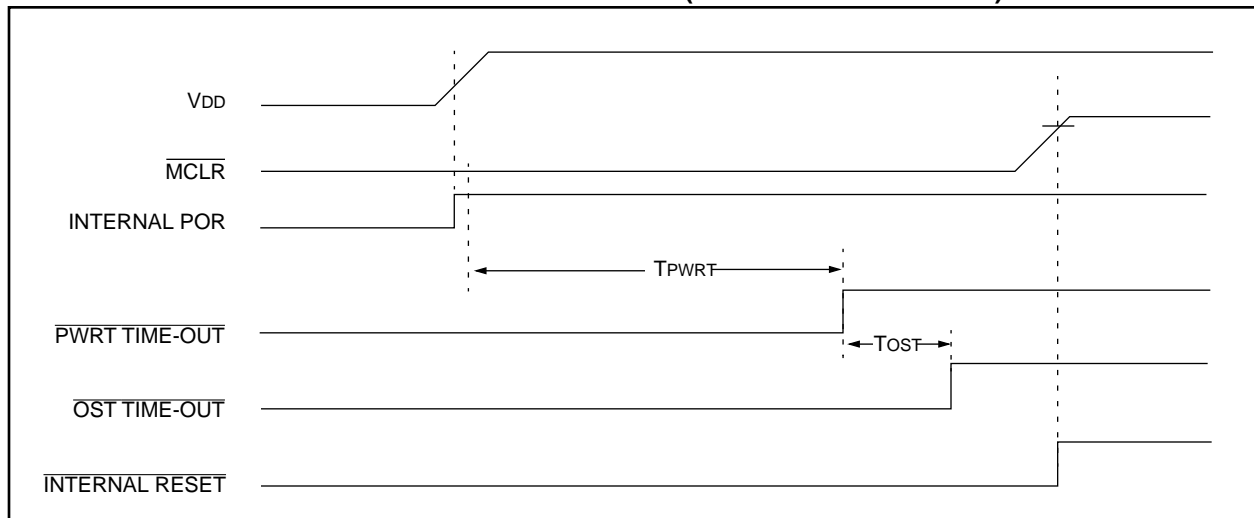 VDD
MCLR
INTERNAL POR
TPWRT
PWRT TIME-OUT
TOST
OST TIME-OUT
INTERNAL RESET